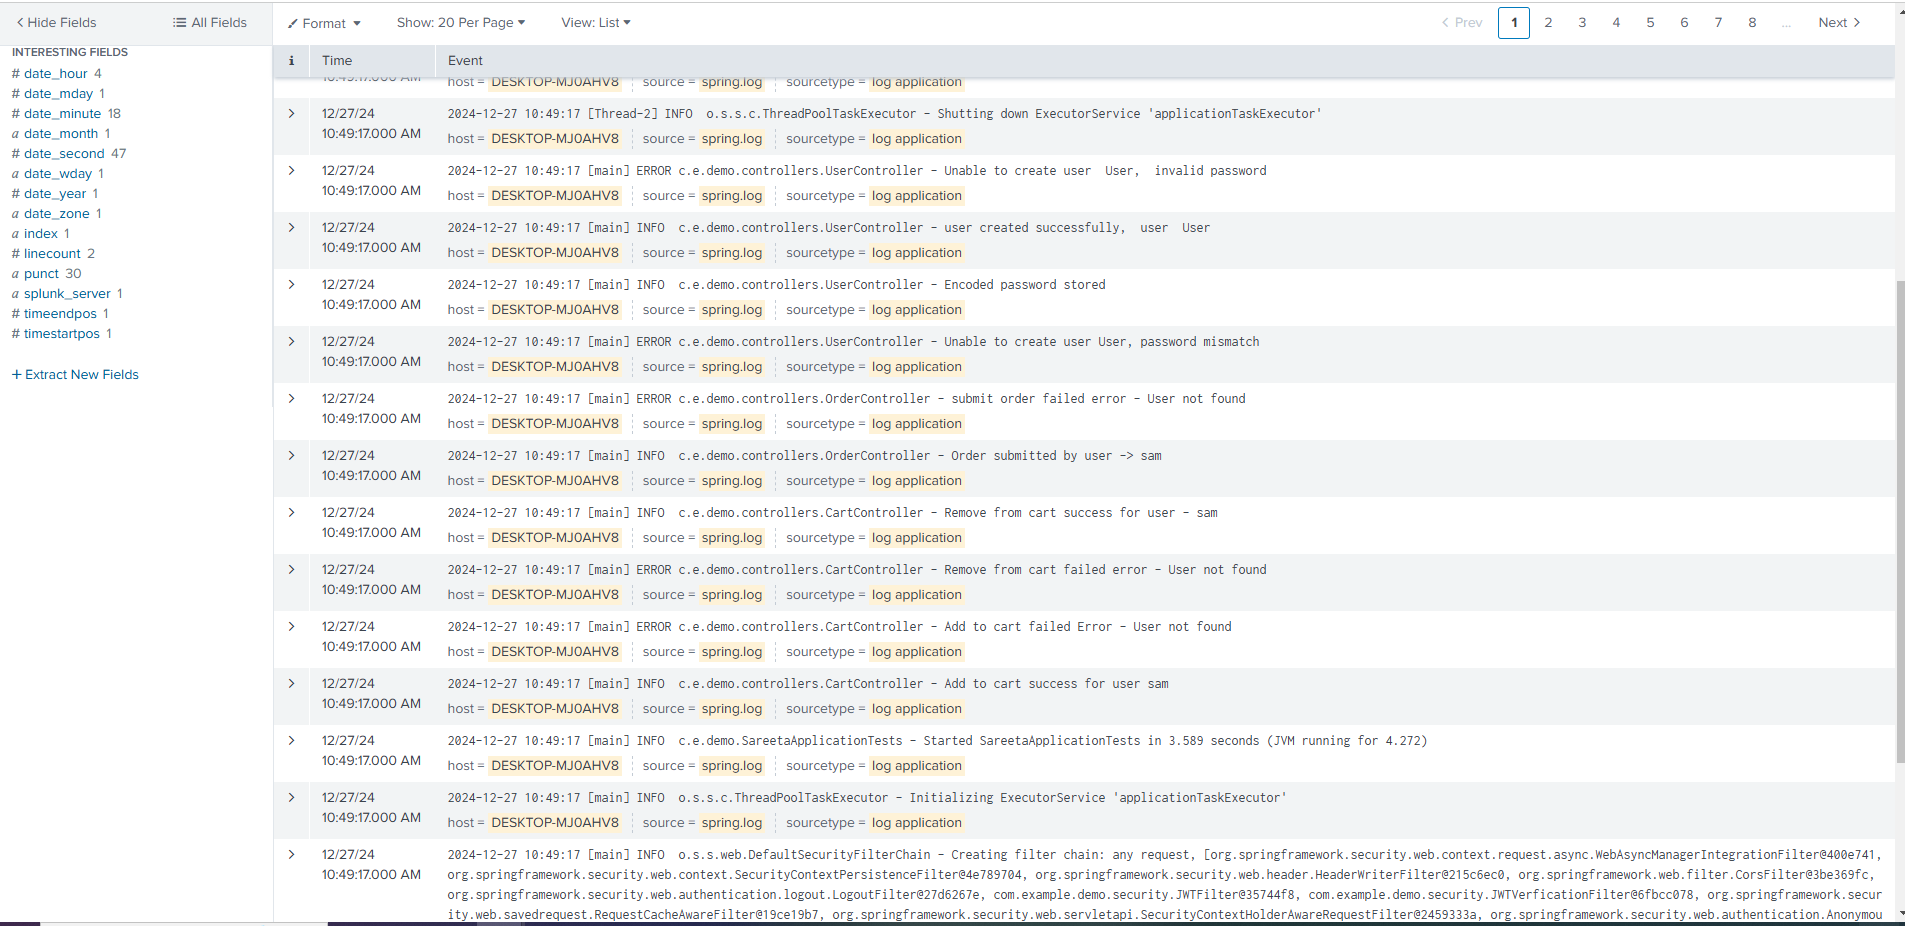 Hide Fields
All Fields
Format
Show: 20 Per Page
View: List
Prev
1
2
3
4
5
6
7
8
...
Next
INTERESTING FIELDS
# date_hour 4
# date_mday 1
# date_minute 18
a date_month 1
# date_second 47
a date_wday 1
# date_year 1
a date_zone 1
a index 1
# linecount 2
a punct 30
a splunk_server 1
# timeendpos 1
# timestartpos 1
+ Extract New Fields
i Time Event
10:49:17.000 AM
host = DESKTOP-MJ0AHV8 source = spring.log sourcetype = log application
12/27/24 2024-12-27 10:49:17 [Thread-2] INFO o.s.s.c.ThreadPoolTaskExecutor - Shutting down ExecutorService 'applicationTaskExecutor'
10:49:17.000 AM host = DESKTOP-MJ0AHV8 source = spring.log sourcetype = log application
12/27/24 2024-12-27 10:49:17 [main] ERROR c.e.demo.controllers.UserController - Unable to create user User, invalid password
10:49:17.000 AM host = DESKTOP-MJ0AHV8 source = spring.log sourcetype = log application
12/27/24 2024-12-27 10:49:17 [main] INFO c.e.demo.controllers.UserController - user created successfully, user User
10:49:17.000 AM host = DESKTOP-MJ0AHV8 source = spring.log sourcetype = log application
12/27/24 2024-12-27 10:49:17 [main] INFO c.e.demo.controllers.UserController - Encoded password stored
10:49:17.000 AM host = DESKTOP-MJ0AHV8 source = spring.log sourcetype = log application
12/27/24 2024-12-27 10:49:17 [main] ERROR c.e.demo.controllers.UserController - Unable to create user User, password mismatch
10:49:17.000 AM host = DESKTOP-MJ0AHV8 source = spring.log sourcetype = log application
12/27/24 2024-12-27 10:49:17 [main] ERROR c.e.demo.controllers.OrderController - submit order failed error - User not found
10:49:17.000 AM host = DESKTOP-MJ0AHV8 source = spring.log sourcetype = log application
12/27/24 2024-12-27 10:49:17 [main] INFO c.e.demo.controllers.OrderController - Order submitted by user -> sam
10:49:17.000 AM host = DESKTOP-MJ0AHV8 source = spring.log sourcetype = log application
12/27/24 2024-12-27 10:49:17 [main] INFO c.e.demo.controllers.CartController - Remove from cart success for user - sam
10:49:17.000 AM host = DESKTOP-MJ0AHV8 source = spring.log sourcetype = log application
12/27/24 2024-12-27 10:49:17 [main] ERROR c.e.demo.controllers.CartController - Remove from cart failed error - User not found
10:49:17.000 AM host = DESKTOP-MJ0AHV8 source = spring.log sourcetype = log application
12/27/24 2024-12-27 10:49:17 [main] ERROR c.e.demo.controllers.CartController - Add to cart failed Error - User not found
10:49:17.000 AM host = DESKTOP-MJ0AHV8 source = spring.log sourcetype = log application
12/27/24 2024-12-27 10:49:17 [main] INFO c.e.demo.controllers.CartController - Add to cart success for user sam
10:49:17.000 AM host = DESKTOP-MJ0AHV8 source = spring.log sourcetype = log application
12/27/24 2024-12-27 10:49:17 [main] INFO c.e.demo.SareetaApplicationTests - Started SareetaApplicationTests in 3.589 seconds (JVM running for 4.272)
10:49:17.000 AM host = DESKTOP-MJ0AHV8 source = spring.log sourcetype = log application
12/27/24 2024-12-27 10:49:17 [main] INFO o.s.s.c.ThreadPoolTaskExecutor - Initializing ExecutorService 'applicationTaskExecutor'
10:49:17.000 AM host = DESKTOP-MJ0AHV8 source = spring.log sourcetype = log application
12/27/24 2024-12-27 10:49:17 [main] INFO o.s.s.web.DefaultSecurityFilterChain - Creating filter chain: any request, [org.springframework.security.web.context.request.async.WebAsyncManagerIntegrationFilter@400e741,
10:49:17.000 AM org.springframework.security.web.context.SecurityContextPersistenceFilter@4e789704, org.springframework.security.web.header.HeaderWriterFilter@215c6ec0, org.springframework.web.filter.CorsFilter@3be369fc,
org.springframework.security.web.authentication.logout.LogoutFilter@27d6267e, com.example.demo.security.JWTFilter@35744f8, com.example.demo.security.JWTVerficationFilter@6fbcc078, org.springframework.secur
ity.web.savedrequest.RequestCacheAwareFilter@19ce19b7, org.springframework.security.web.servletapi.SecurityContextHolderAwareRequestFilter@2459333a, org.springframework.security.web.authentication.Anonymou